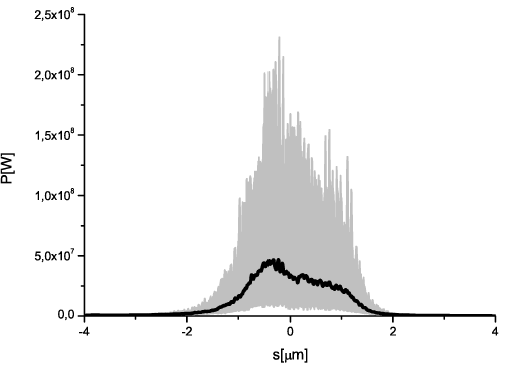 2,5x10⁸
2,0x10⁸
1,5x10⁸
1,0x10⁸
5,0x10⁷
0,0
P[W]
-4 -2 0 2 4
s[μm]